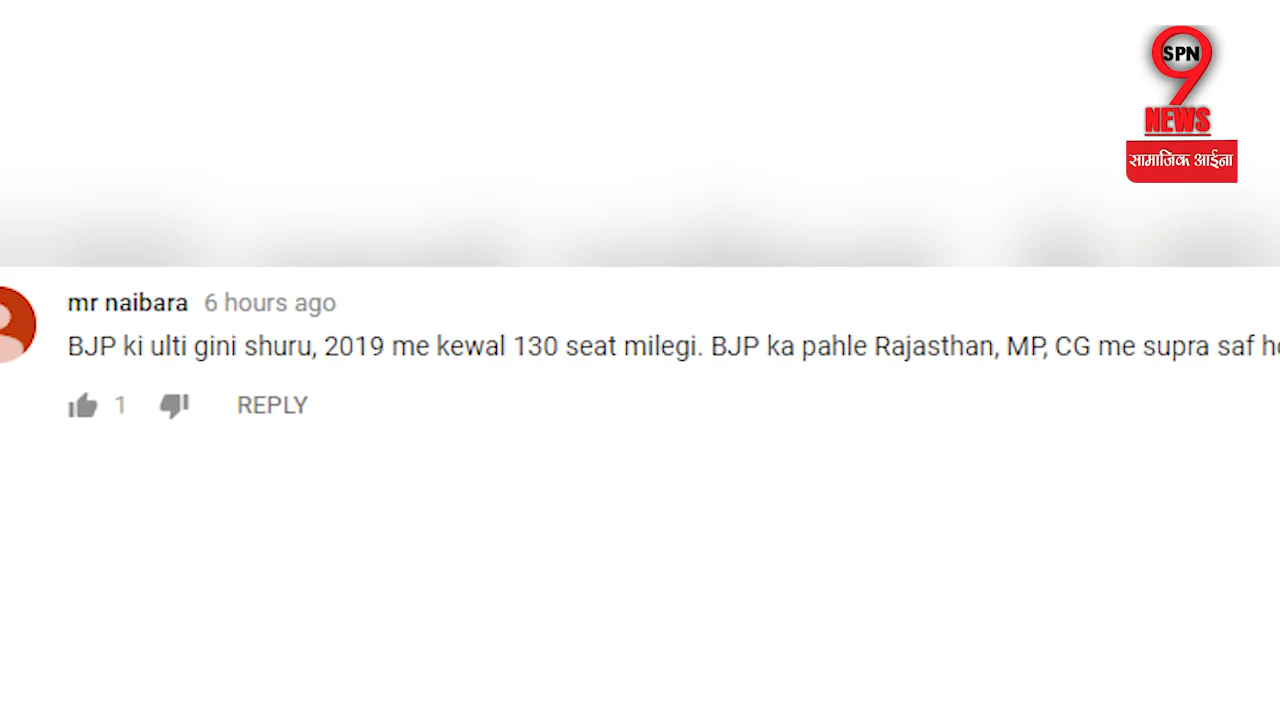 SPN
9
NEWS
सामाजिक आईना
mr naibara 6 hours ago
BJP ki ulti gini shuru, 2019 me kewal 130 seat milegi. BJP ka pahle Rajasthan, MP, CG me supra saf
1 REPLY